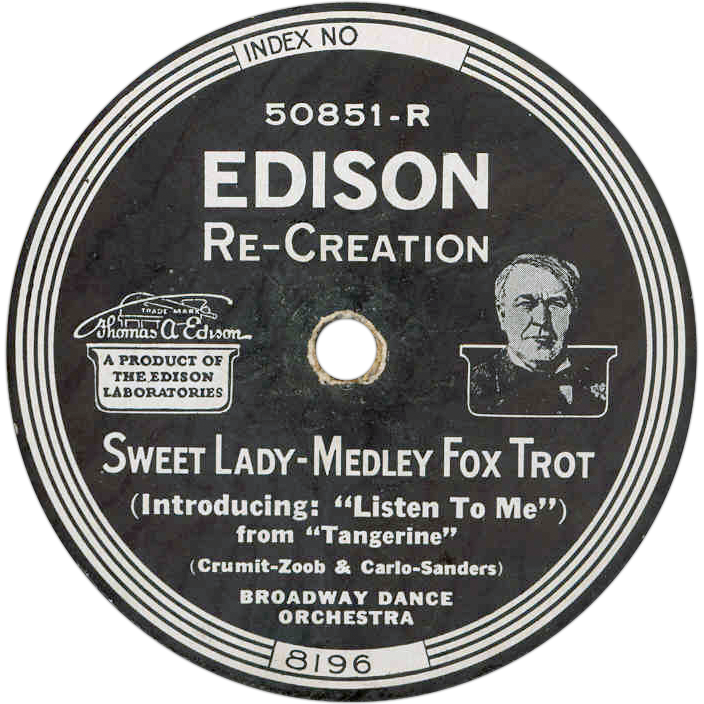 INDEX NO
50851-R
EDISON
RE-CREATION
TRADE MARK
Thomas A Edison
A PRODUCT OF
THE EDISON
LABORATORIES
SWEET LADY-MEDLEY FOX TROT
(Introducing: “Listen To Me”)
from “Tangerine”
(Crumit-Zoob & Carlo-Sanders)
BROADWAY DANCE
ORCHESTRA
8196